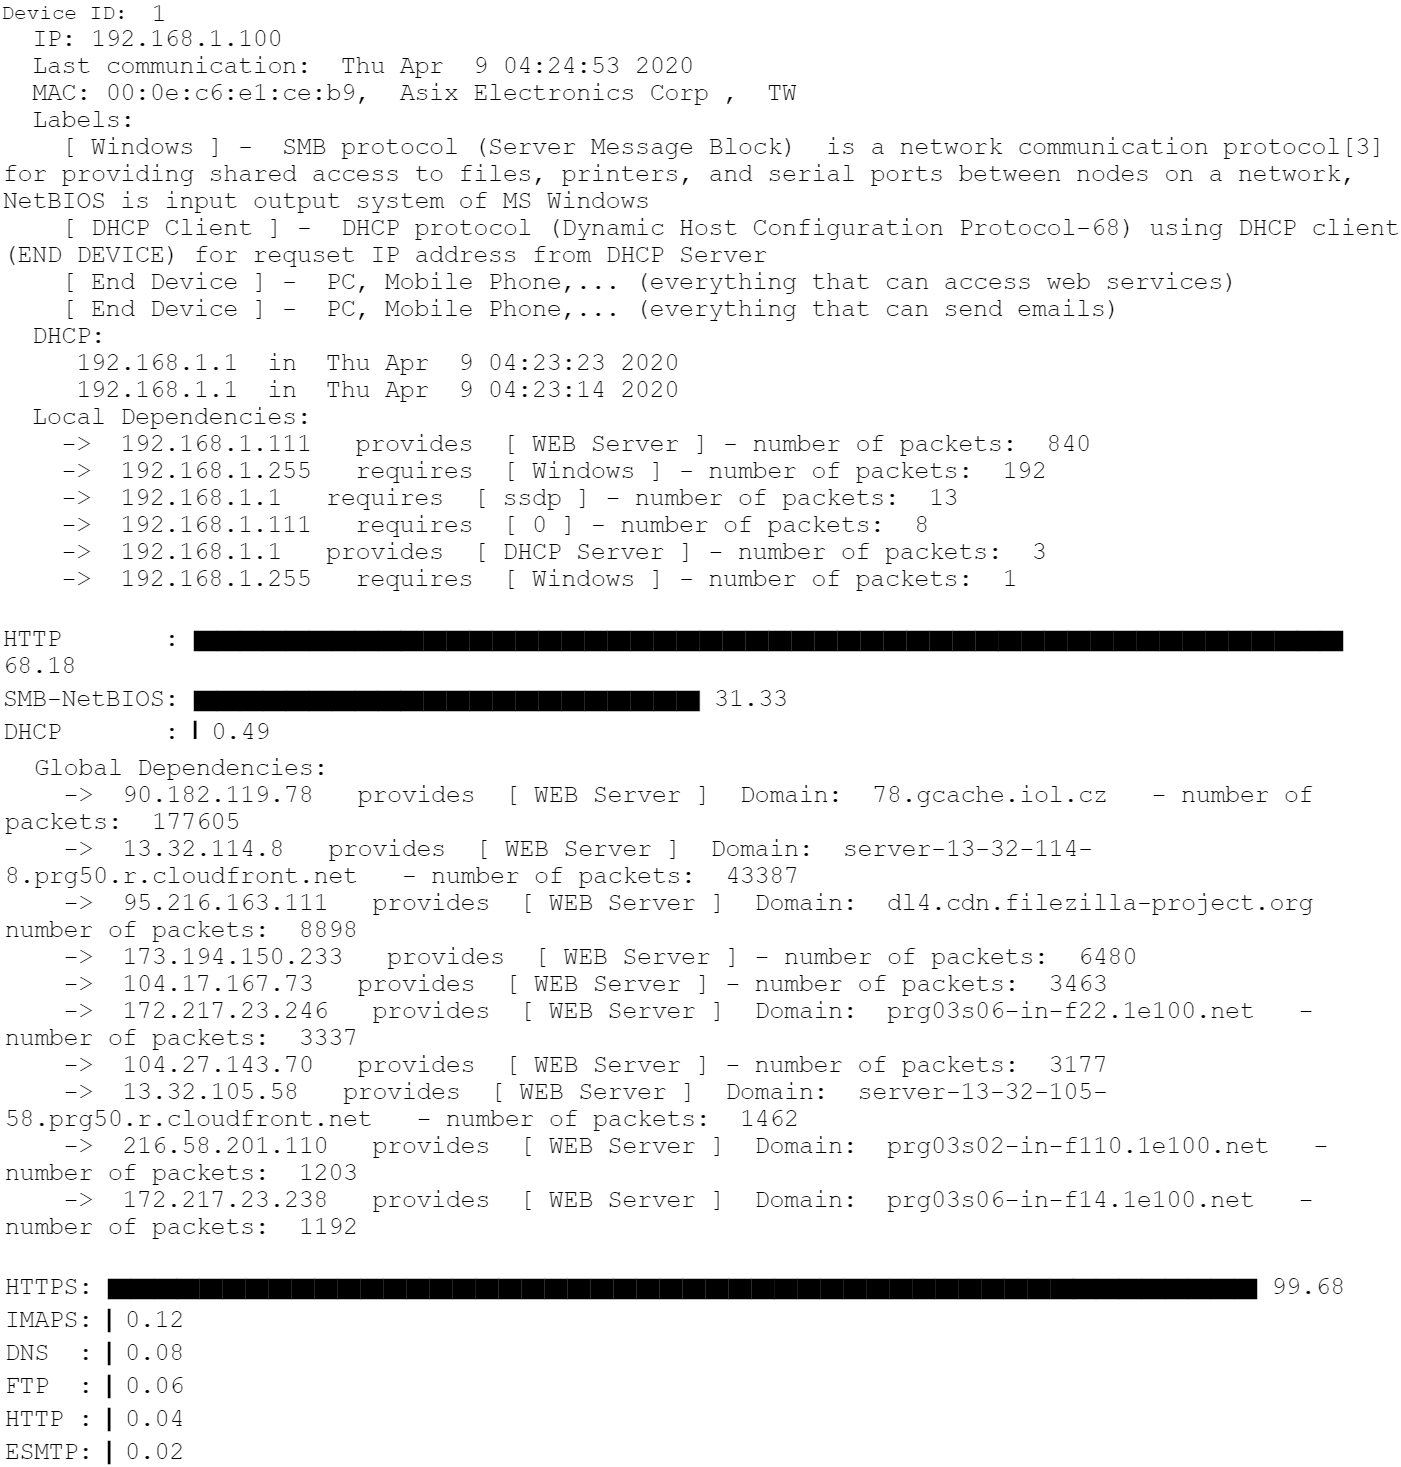 Device ID: 1
IP: 192.168.1.100
Last communication: Thu Apr 9 04:24:53 2020
MAC: 00:0e:c6:e1:ce:b9, Asix Electronics Corp , TW
Labels:
[ Windows ] - SMB protocol (Server Message Block) is a network communication protocol[3]
for providing shared access to files, printers, and serial ports between nodes on a network,
NetBIOS is input output system of MS Windows
[ DHCP Client ] - DHCP protocol (Dynamic Host Configuration Protocol-68) using DHCP client
(END DEVICE) for requset IP address from DHCP Server
[ End Device ] - PC, Mobile Phone,... (everything that can access web services)
[ End Device ] - PC, Mobile Phone,... (everything that can send emails)
DHCP:
192.168.1.1 in Thu Apr 9 04:23:23 2020
192.168.1.1 in Thu Apr 9 04:23:14 2020
Local Dependencies:
-> 192.168.1.111 provides [ WEB Server ] - number of packets: 840
-> 192.168.1.255 requires [ Windows ] - number of packets: 192
-> 192.168.1.1 requires [ ssdp ] - number of packets: 13
-> 192.168.1.111 requires [ 0 ] - number of packets: 8
-> 192.168.1.1 provides [ DHCP Server ] - number of packets: 3
-> 192.168.1.255 requires [ Windows ] - number of packets: 1
HTTP :
68.18
SMB-NetBIOS: 31.33
DHCP : 0.49
Global Dependencies:
-> 90.182.119.78 provides [ WEB Server ] Domain: 78.gcache.iol.cz - number of
packets: 177605
-> 13.32.114.8 provides [ WEB Server ] Domain: server-13-32-114-
8.prg50.r.cloudfront.net - number of packets: 43387
-> 95.216.163.111 provides [ WEB Server ] Domain: dl4.cdn.filezilla-project.org
number of packets: 8898
-> 173.194.150.233 provides [ WEB Server ] - number of packets: 6480
-> 104.17.167.73 provides [ WEB Server ] - number of packets: 3463
-> 172.217.23.246 provides [ WEB Server ] Domain: prg03s06-in-f22.1e100.net -
number of packets: 3337
-> 104.27.143.70 provides [ WEB Server ] - number of packets: 3177
-> 13.32.105.58 provides [ WEB Server ] Domain: server-13-32-105-
58.prg50.r.cloudfront.net - number of packets: 1462
-> 216.58.201.110 provides [ WEB Server ] Domain: prg03s02-in-f110.1e100.net -
number of packets: 1203
-> 172.217.23.238 provides [ WEB Server ] Domain: prg03s06-in-f14.1e100.net -
number of packets: 1192
HTTPS: 99.68
IMAPS: 0.12
DNS : 0.08
FTP : 0.06
HTTP : 0.04
ESMTP: 0.02